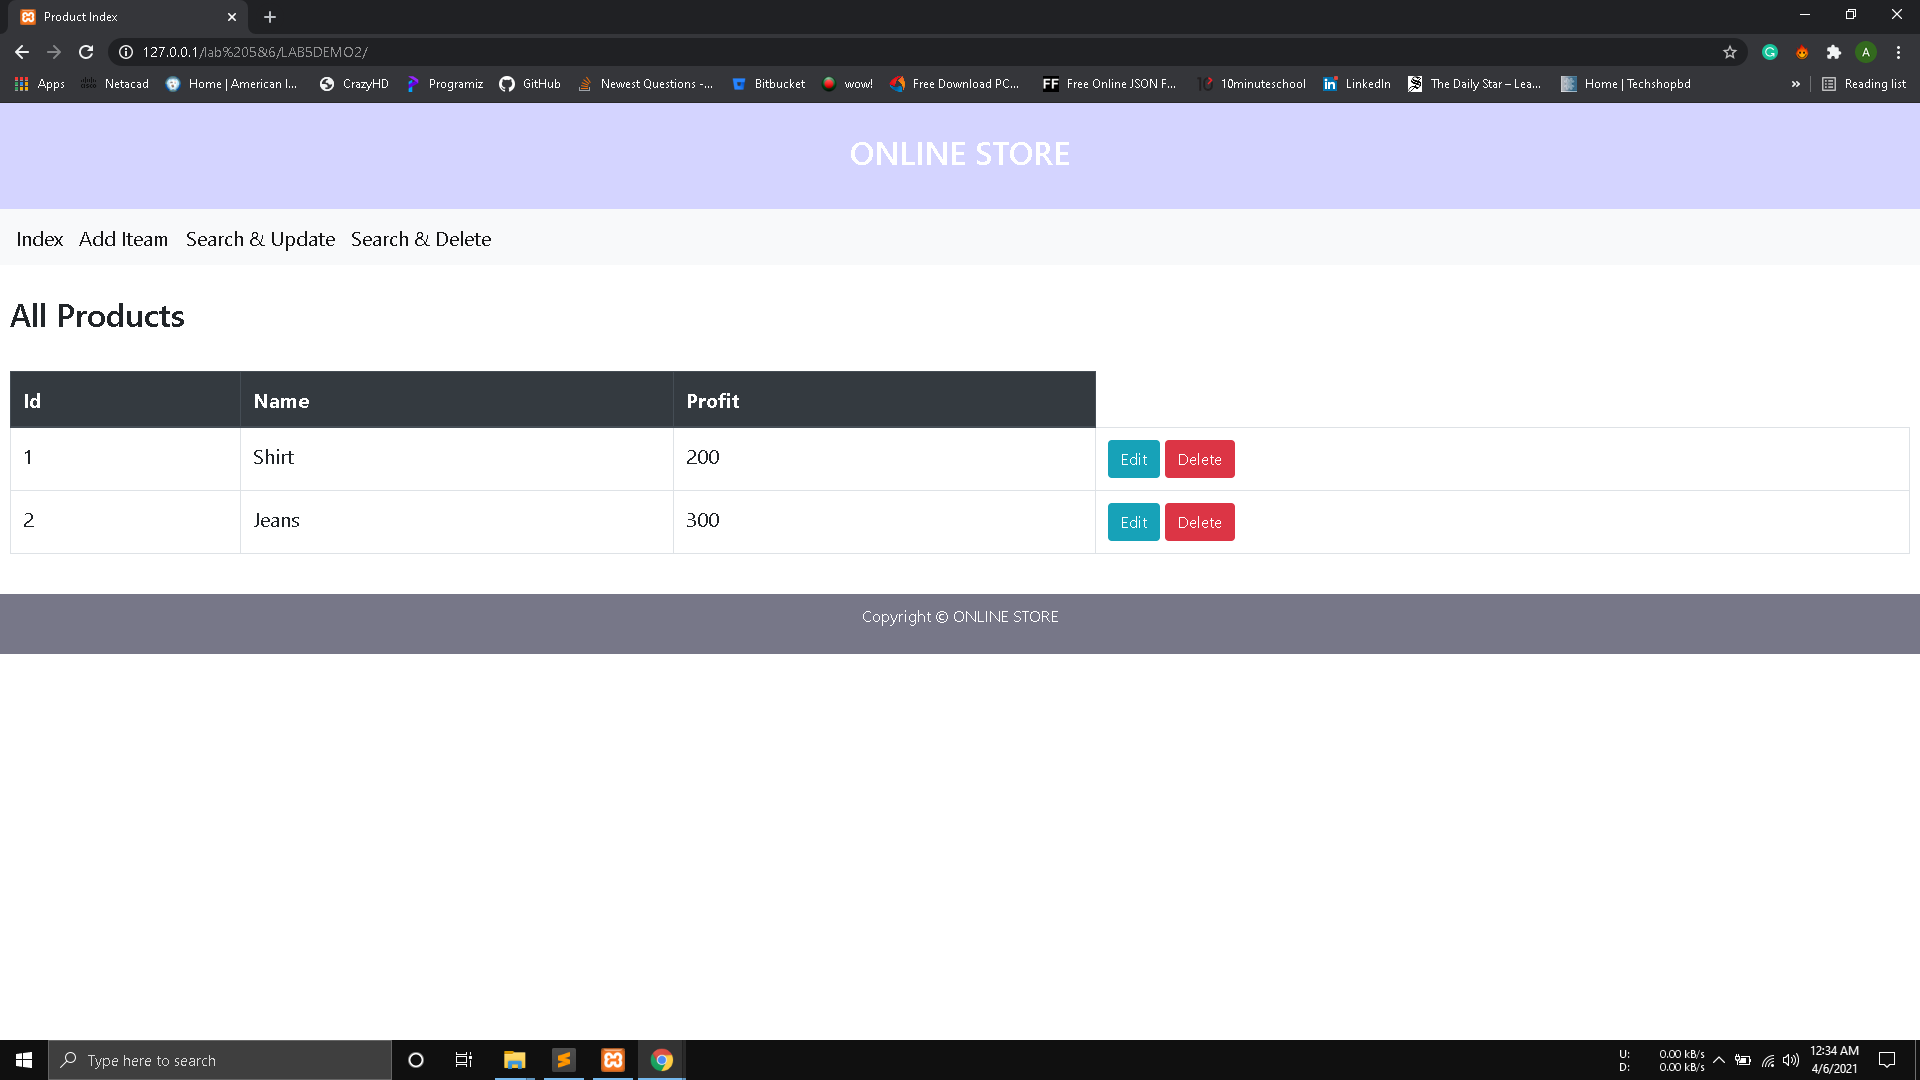 Product Index
127.0.0.1/lab%205&6/LAB5DEMO2/
A
Apps Netacad Home | American I... CrazyHD Programiz GitHub Newest Questions -... Bitbucket wow! Free Download PC... FF Free Online JSON F... 10 10minuteschool in LinkedIn The Daily Star – Lea... Home | Techshopbd » Reading list
ONLINE STORE
Index Add Iteam Search & Update Search & Delete
All Products
Id Name Profit
1 Shirt 200 Edit Delete
2 Jeans 300 Edit Delete
Copyright © ONLINE STORE
Type here to search
U: 0.00 kB/s
D: 0.00 kB/s
12:34 AM
4/6/2021